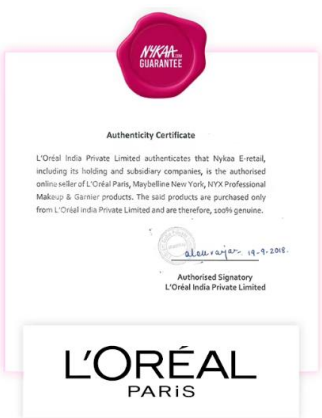 NYKAA.COM
GUARANTEE
Authenticity Certificate
L'Oréal India Private Limited authenticates that Nykaa E-retail,
including its holding and subsidiary companies, is the authorised
online seller of L'Oréal Paris, Maybelline New York, NYX Professional
Makeup & Garnier products. The said products are purchased only
from L'Oréal India Private Limited and are therefore, 100% genuine.
19-9-2018.
Authorised Signatory
L'Oréal India Private Limited
L'ORÉAL
PARiS